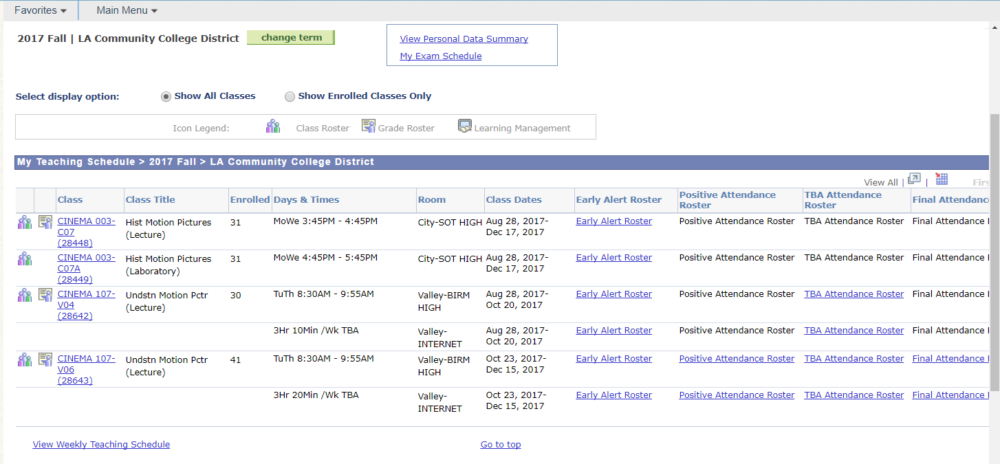 Favorites Main Menu
2017 Fall | LA Community College District change term
View Personal Data Summary
My Exam Schedule
Select display option: Show All Classes Show Enrolled Classes Only
Icon Legend: Class Roster Grade Roster Learning Management
My Teaching Schedule > 2017 Fall > LA Community College District
View All | | Firs
Class Class Title Enrolled Days & Times Room Class Dates Early Alert Roster Positive Attendance Roster TBA Attendance Roster Final Attendanc
CINEMA 003-C07 (28448) Hist Motion Pictures (Lecture) 31 MoWe 3:45PM - 4:45PM City-SOT HIGH Aug 28, 2017- Dec 17, 2017 Early Alert Roster Positive Attendance Roster TBA Attendance Roster Final Attendance
CINEMA 003-C07A (28449) Hist Motion Pictures (Laboratory) 31 MoWe 4:45PM - 5:45PM City-SOT HIGH Aug 28, 2017- Dec 17, 2017 Early Alert Roster Positive Attendance Roster TBA Attendance Roster Final Attendance
CINEMA 107-V04 (28642) Undstn Motion Pctr (Lecture) 30 TuTh 8:30AM - 9:55AM Valley-BIRM HIGH Aug 28, 2017- Oct 20, 2017 Early Alert Roster Positive Attendance Roster TBA Attendance Roster Final Attendance
3Hr 10Min /Wk TBA Valley-INTERNET Aug 28, 2017- Oct 20, 2017 Early Alert Roster Positive Attendance Roster TBA Attendance Roster Final Attendance
CINEMA 107-V06 (28643) Undstn Motion Pctr (Lecture) 41 TuTh 8:30AM - 9:55AM Valley-BIRM HIGH Oct 23, 2017- Dec 15, 2017 Early Alert Roster Positive Attendance Roster TBA Attendance Roster Final Attendance
3Hr 20Min /Wk TBA Valley-INTERNET Oct 23, 2017- Dec 15, 2017 Early Alert Roster Positive Attendance Roster TBA Attendance Roster Final Attendance
View Weekly Teaching Schedule Go to top